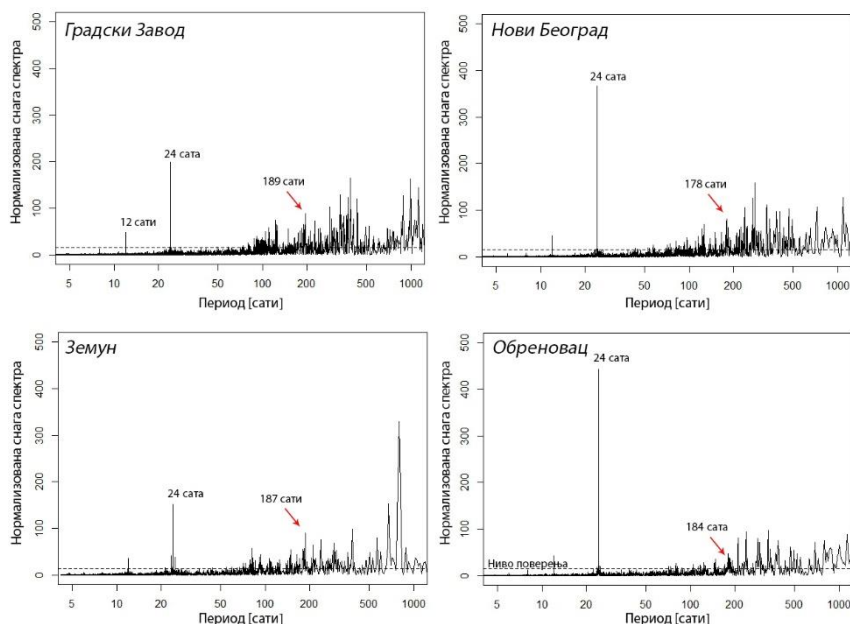 Градски Завод
Нормализована снага спектра
500
400
300
200
100
0
24 сата
12 сати
189 сати
5 10 20 50 100 200 500 1000
Период [сати]
Нови Београд
Нормализована снага спектра
500
400
300
200
100
0
24 сата
178 сати
5 10 20 50 100 200 500 1000
Период [сати]
Земун
Нормализована снага спектра
500
400
300
200
100
0
24 сата
187 сати
5 10 20 50 100 200 500 1000
Период [сати]
Обреновац
Нормализована снага спектра
500
400
300
200
100
0
24 сата
184 сата
Ниво поверења
5 10 20 50 100 200 500 1000
Период [сати]